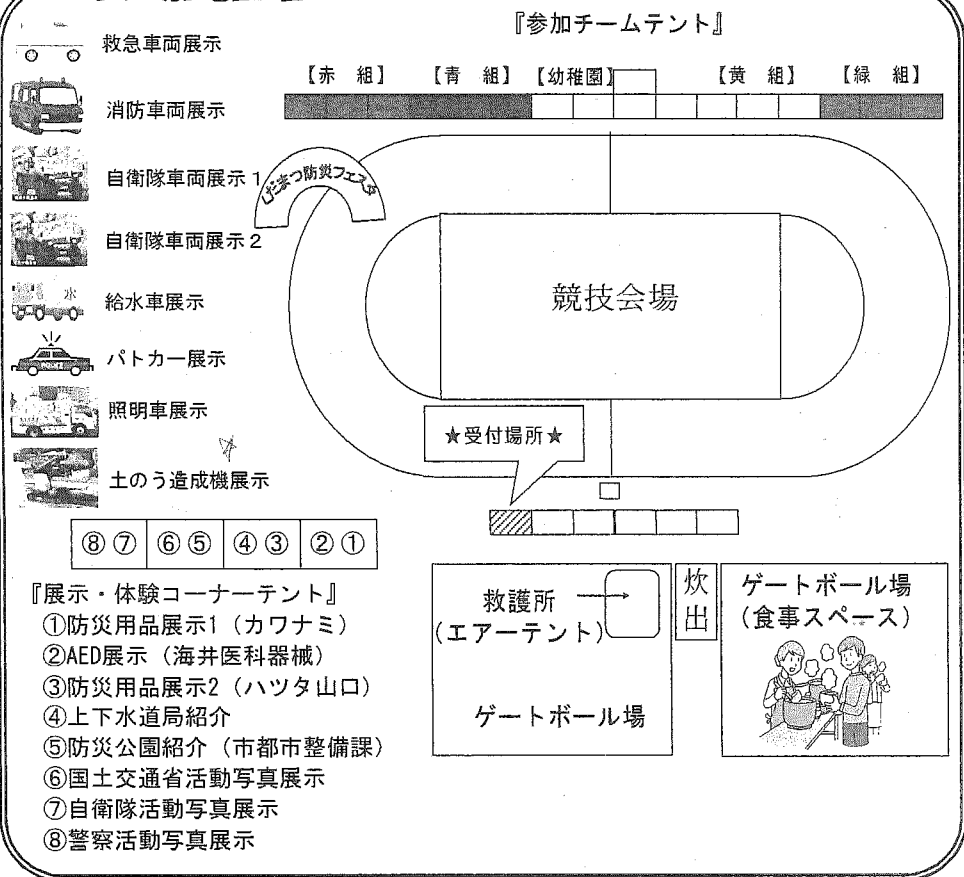 『参加チームテント』
救急車両展示
【赤 組】 【青 組】 【幼稚園】 【黄 組】 【緑 組】
消防車両展示
自衛隊車両展示1
くだまつ防災フェスタ
自衛隊車両展示2
競技会場
給水車展示
水
パトカー展示
照明車展示
★受付場所★
土のう造成機展示
⑧⑦ ⑥⑤ ④③ ②①
『展示・体験コーナーテント』
①防災用品展示1(カワナミ)
②AED展示(海井医科器械)
③防災用品展示2(ハツタ山口)
④上下水道局紹介
⑤防災公園紹介(市都市整備課)
⑥国土交通省活動写真展示
⑦自衛隊活動写真展示
⑧警察活動写真展示
救護所
(エアーテント)
ゲートボール場
炊出
ゲートボール場
(食事スペース)